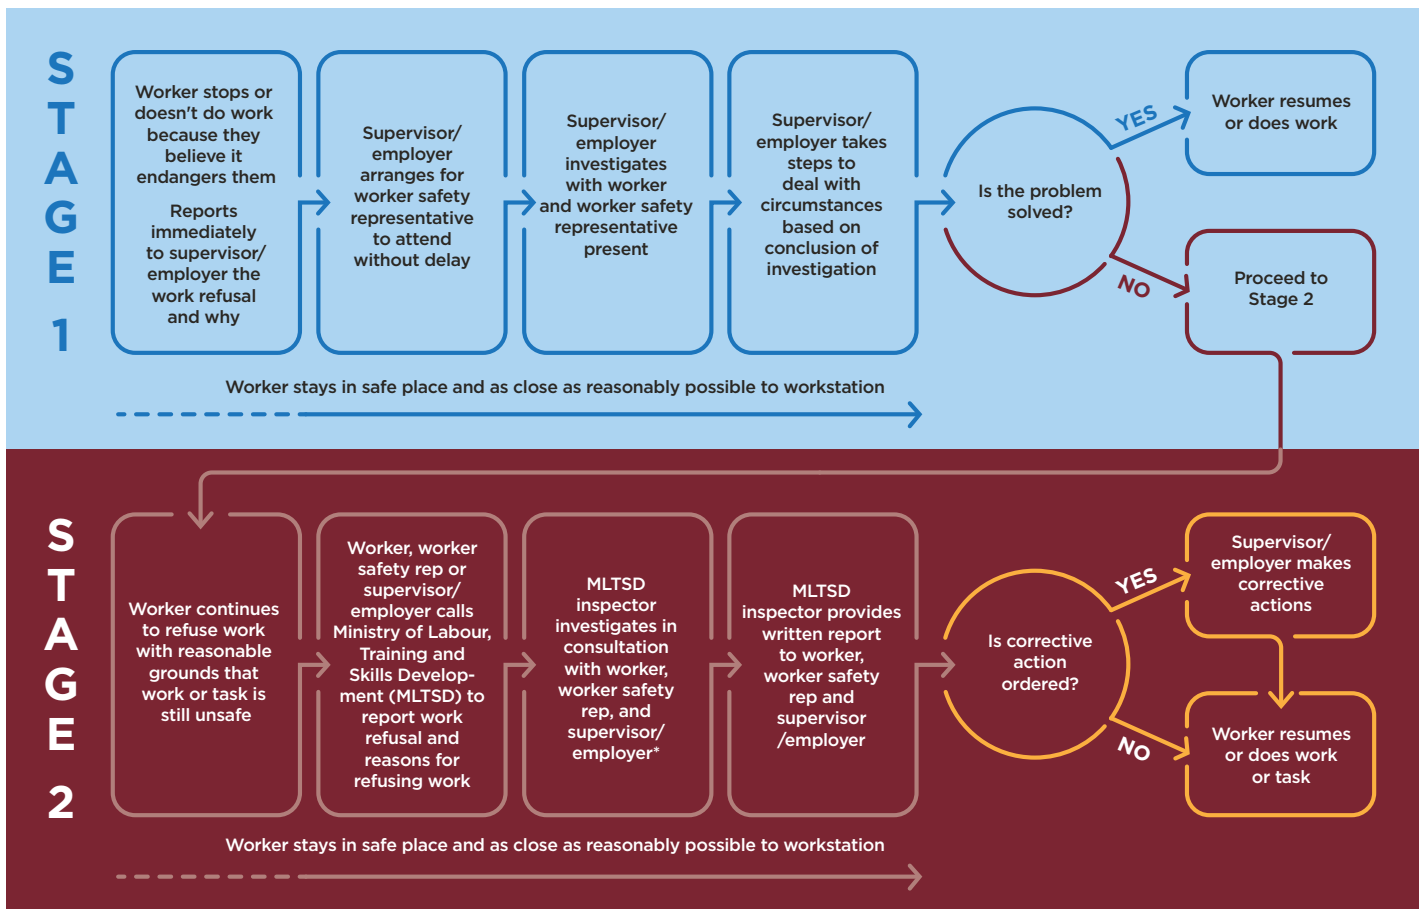 STAGE 1
Worker stops or
doesn't do work
because they
believe it
endangers them
Reports
immediately
to supervisor/
employer the
work refusal
and why
Supervisor/
employer
arranges for
worker safety
representative
to attend
without delay
Supervisor/
employer
investigates
with worker
and worker safety
representative
present
Supervisor/
employer takes
steps to
deal with
circumstances
based on
conclusion of
investigation
Is the problem
solved?
YES
Worker resumes
or does work
NO
Proceed to
Stage 2
Worker stays in safe place and as close as reasonably possible to workstation
STAGE 2
Worker continues
to refuse work
with reasonable
grounds that
work or task is
still unsafe
Worker, worker
safety rep or
supervisor/
employer calls
Ministry of Labour,
Training and
Skills Develop-
ment (MLTSD) to
report work
refusal and
reasons for
refusing work
MLTSD
inspector
investigates in
consultation
with worker,
worker safety
rep, and
supervisor/
employer*
MLTSD
inspector provides
written report
to worker,
worker safety
rep and
supervisor
/employer
Is corrective
action
ordered?
YES
Supervisor/
employer makes
corrective
actions
NO
Worker resumes
or does work
or task
Worker stays in safe place and as close as reasonably possible to workstation